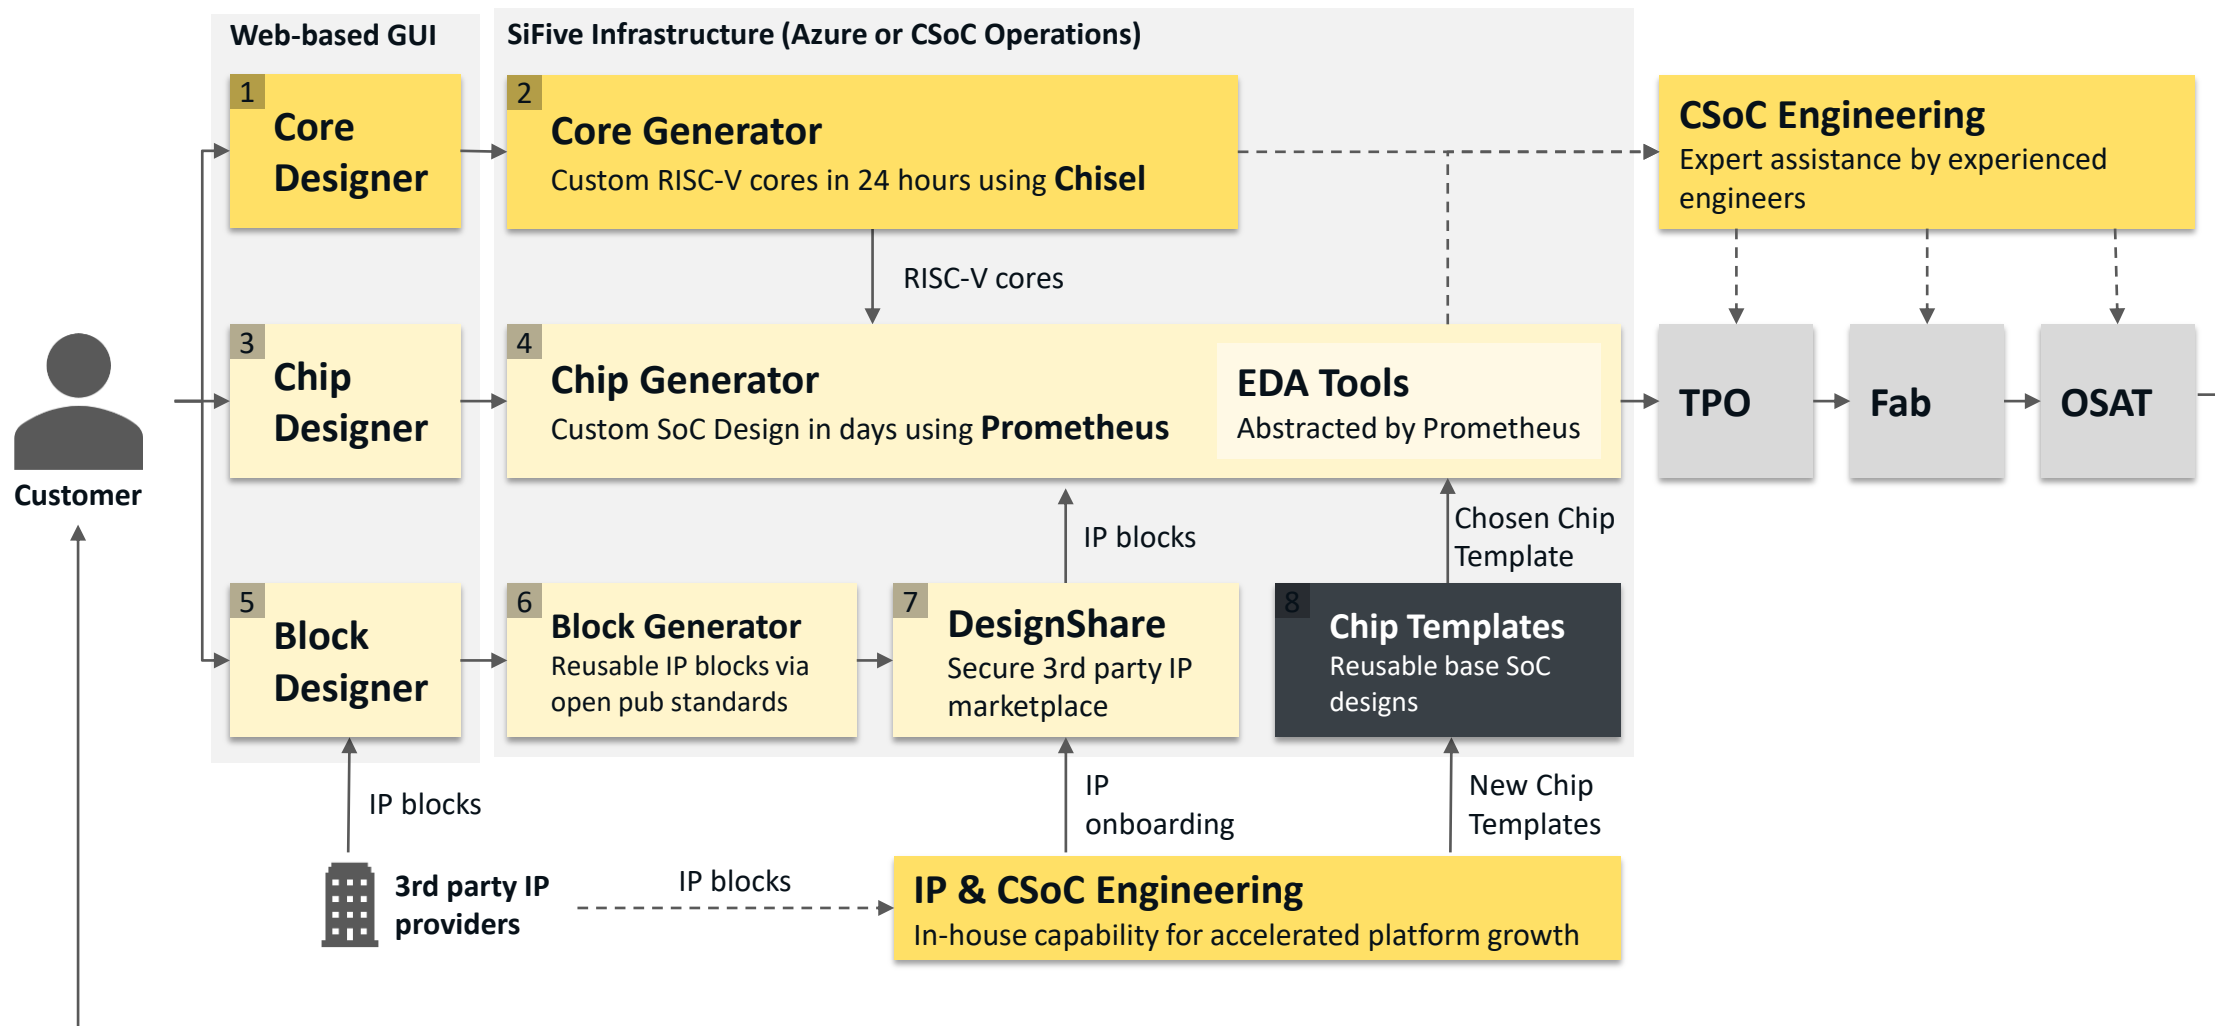 Web-based GUI
SiFive Infrastructure (Azure or CSoC Operations)
1
Core
Designer
2
Core Generator
Custom RISC-V cores in 24 hours using Chisel
CSoC Engineering
Expert assistance by experienced
engineers
RISC-V cores
Customer
3
Chip
Designer
4
Chip Generator
Custom SoC Design in days using Prometheus
EDA Tools
Abstracted by Prometheus
TPO
Fab
OSAT
IP blocks
Chosen Chip
Template
5
Block
Designer
6
Block Generator
Reusable IP blocks via
open pub standards
7
DesignShare
Secure 3rd party IP
marketplace
8
Chip Templates
Reusable base SoC
designs
IP blocks
IP
onboarding
New Chip
Templates
3rd party IP
providers
IP blocks
IP & CSoC Engineering
In-house capability for accelerated platform growth